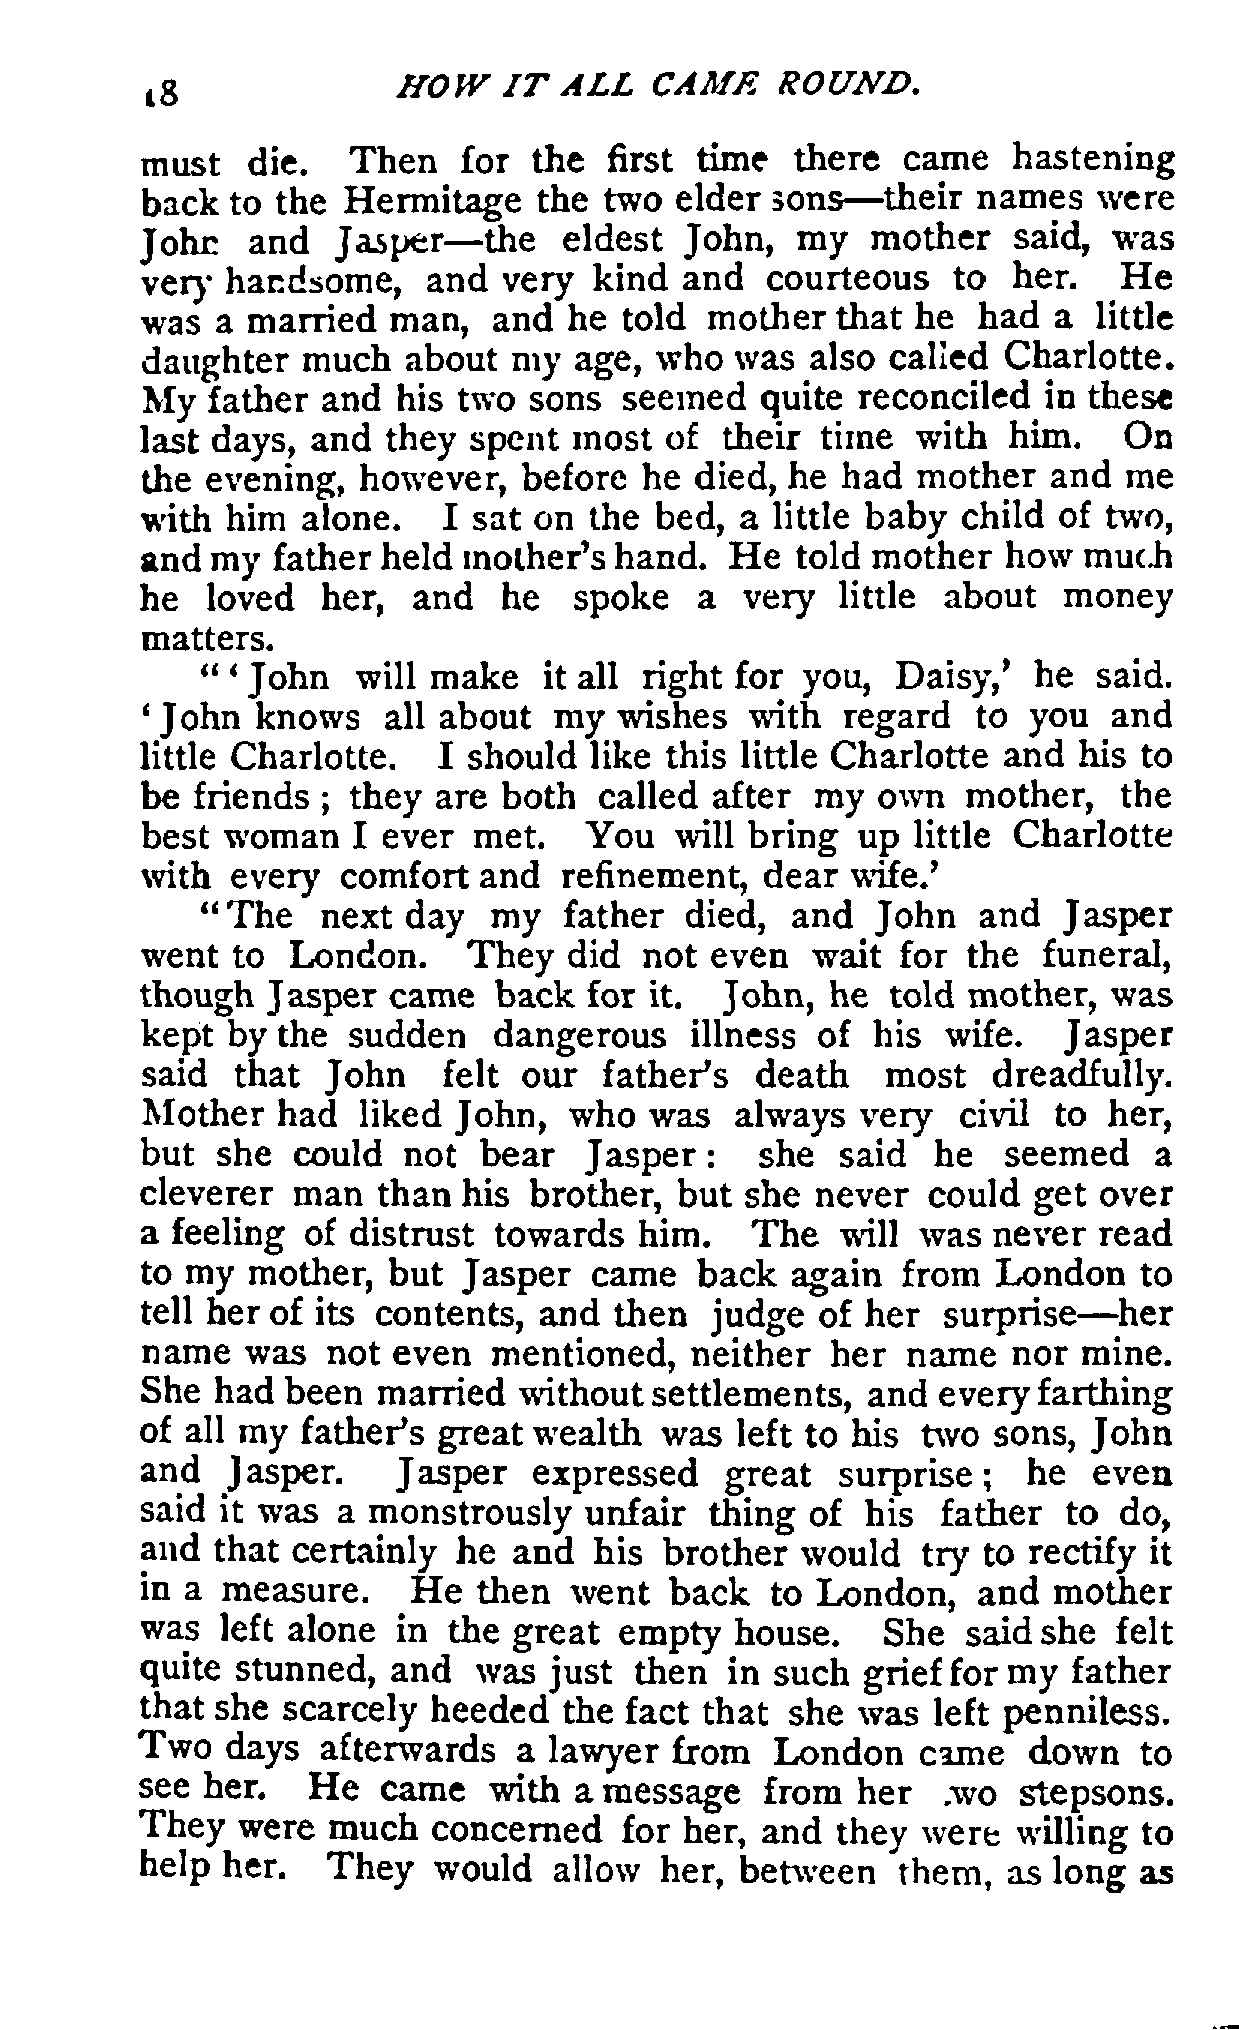 18 HOW IT ALL CAME ROUND.
must die. Then for the first time there came hastening
back to the Hermitage the two elder sons—their names were
John and Jasper—the eldest John, my mother said, was
very handsome, and very kind and courteous to her. He
was a married man, and he told mother that he had a little
daughter much about my age, who was also called Charlotte.
My father and his two sons seemed quite reconciled in these
last days, and they spent most of their time with him. On
the evening, however, before he died, he had mother and me
with him alone. I sat on the bed, a little baby child of two,
and my father held mother's hand. He told mother how much
he loved her, and he spoke a very little about money
matters.
"'John will make it all right for you, Daisy,' he said.
'John knows all about my wishes with regard to you and
little Charlotte. I should like this little Charlotte and his to
be friends; they are both called after my own mother, the
best woman I ever met. You will bring up little Charlotte
with every comfort and refinement, dear wife.'
"The next day my father died, and John and Jasper
went to London. They did not even wait for the funeral,
though Jasper came back for it. John, he told mother, was
kept by the sudden dangerous illness of his wife. Jasper
said that John felt our father's death most dreadfully.
Mother had liked John, who was always very civil to her,
but she could not bear Jasper: she said he seemed a
cleverer man than his brother, but she never could get over
a feeling of distrust towards him. The will was never read
to my mother, but Jasper came back again from London to
tell her of its contents, and then judge of her surprise—her
name was not even mentioned, neither her name nor mine.
She had been married without settlements, and every farthing
of all my father's great wealth was left to his two sons, John
and Jasper. Jasper expressed great surprise; he even
said it was a monstrously unfair thing of his father to do,
and that certainly he and his brother would try to rectify it
in a measure. He then went back to London, and mother
was left alone in the great empty house. She said she felt
quite stunned, and was just then in such grief for my father
that she scarcely heeded the fact that she was left penniless.
Two days afterwards a lawyer from London came down to
see her. He came with a message from her two stepsons.
They were much concerned for her, and they were willing to
help her. They would allow her, between them, as long as